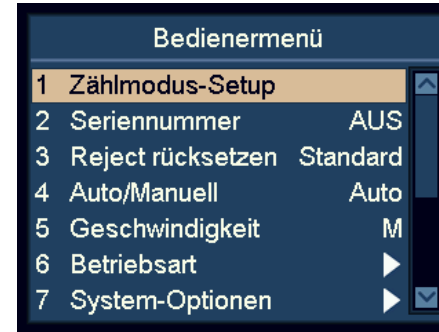 Bedienermenü
1 Zählmodus-Setup
2 Seriennummer AUS
3 Reject rücksetzen Standard
4 Auto/Manuell Auto
5 Geschwindigkeit M
6 Betriebsart
7 System-Optionen